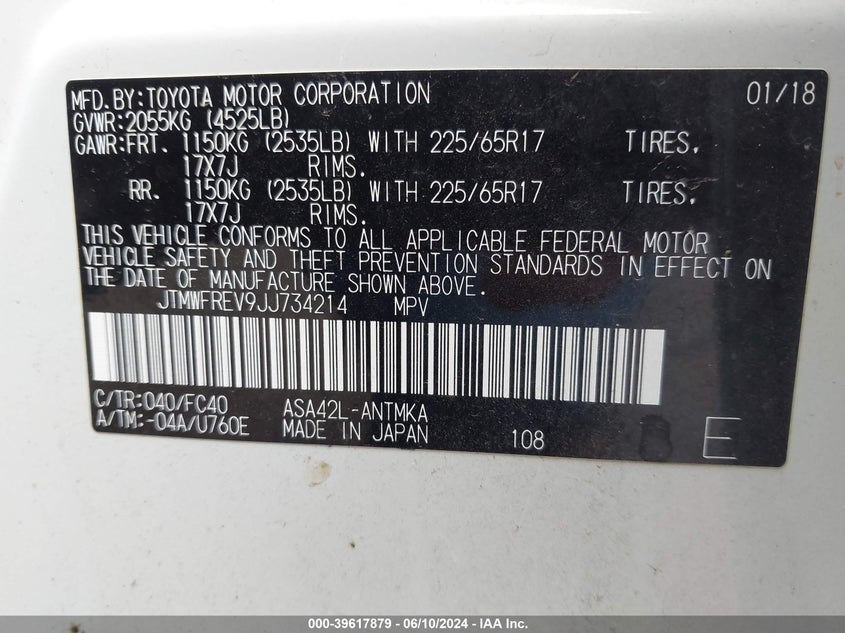 MFD.BY:TOYOTA MOTOR CORPORATION 01/18
GVWR:2055KG (4525LB)
GAWR:FRT. 1150KG (2535LB) WITH 225/65R17 TIRES,
17X7J RIMS.
RR. 1150KG (2535LB) WITH 225/65R17 TIRES,
17X7J RIMS.
THIS VEHICLE CONFORMS TO ALL APPLICABLE FEDERAL MOTOR
VEHICLE SAFETY AND THEFT PREVENTION STANDARDS IN EFFECT ON
THE DATE OF MANUFACTURE SHOWN ABOVE.
JTMWFREV9JJ734214 MPV
C/TR:040/FC40 ASA42L-ANTMKA
A/TM:-04A/U760E MADE IN JAPAN 108 E
000-39617879 - 06/10/2024 - IAA Inc.